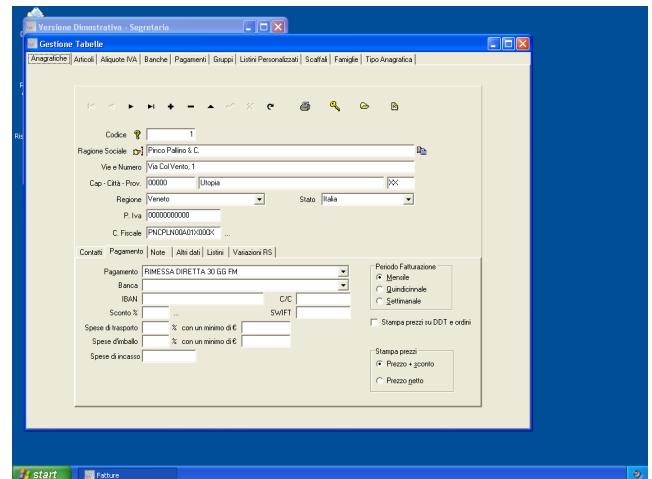 Versione Dimostrativa - Segretaria
Gestione Tabelle
Anagrafiche Articoli Aliquote IVA Banche Pagamenti Gruppi Listini Personalizzati Scaffali Famiglie Tipo Anagrafica
Codice 1
Ragione Sociale Pinco Pallino & C.
Via e Numero Via Col Vento, 1
Cap - Città - Prov. 00000 Utopia XX
Regione Veneto Stato Italia
P. Iva 00000000000
C. Fiscale PNCPLN00A01X000X ...
Contatti Pagamento Note Altri dati Listini Variazioni RS
Pagamento RIMESSA DIRETTA 30 GG FM
Banca
IBAN C/C
Sconto % ... SWIFT
Spese di trasporto % con un minimo di €
Spese d'imballo % con un minimo di €
Spese di incasso
Periodo Fatturazione
Mensile
Quindicinnale
Settimanale
Stampa prezzi su DDT e ordini
Stampa prezzi
Prezzo + sconto
Prezzo netto
start Fatture